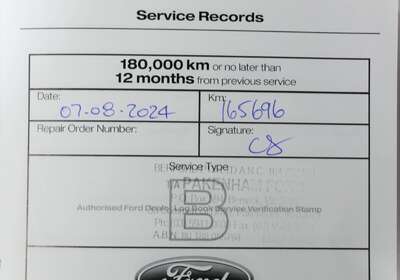 Service Records
180,000 km or no later than
12 months from previous service
Date:
07-08-2024
Km:
165696
Repair Order Number:
Signature:
Service Type
PAKENHAM
B
Authorised Ford Dealer Log Book Service Verification Stamp
Ford